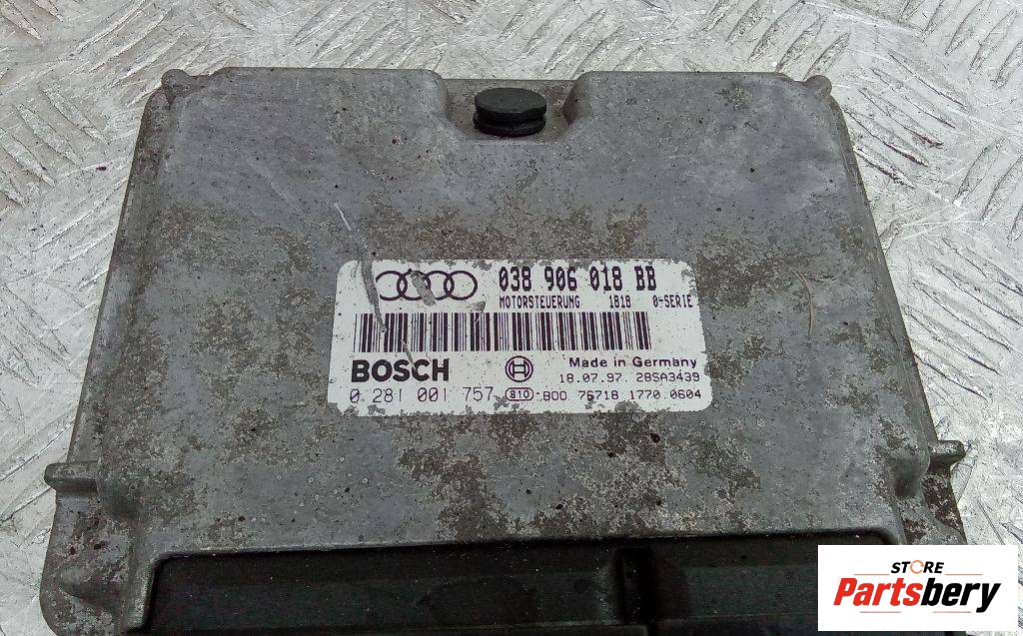 038 906 018 BB
MOTORSTEUERUNG 1818 0-SERIE
BOSCH
Made in Germany
18.07.97. 28SA3439
0 281 001 757 810 -BOO 76718 1770.0604
STORE
Partsbery